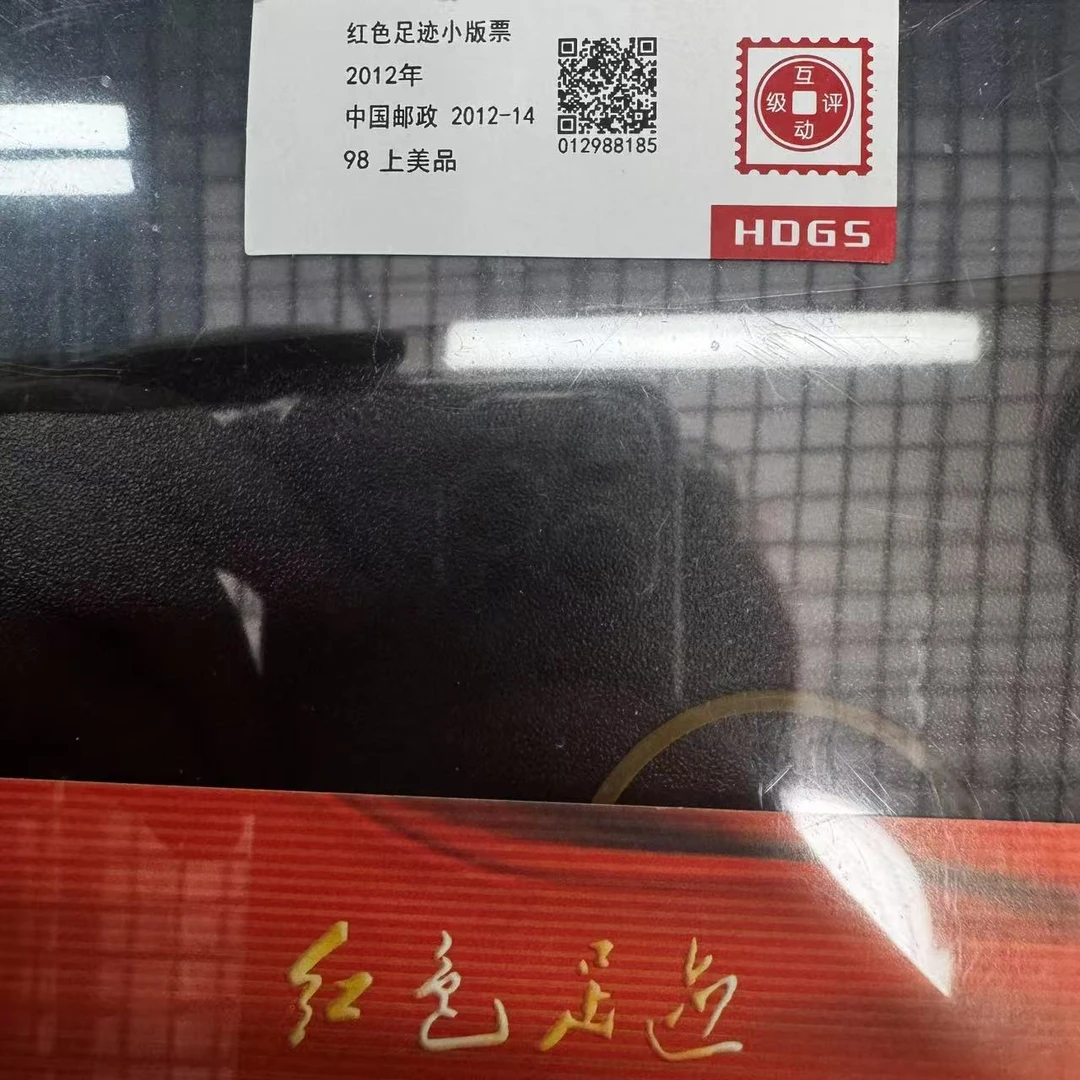 红色足迹小版票
2012年
中国邮政 2012-14
98 上美品
012988185
互动评级
HDGS
红色足迹